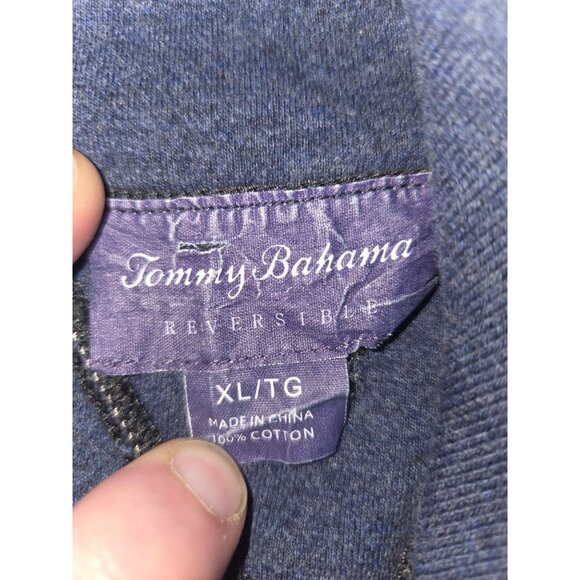 Tommy Bahama
REVERSIBLE
XL/TG
MADE IN CHINA
100% COTTON